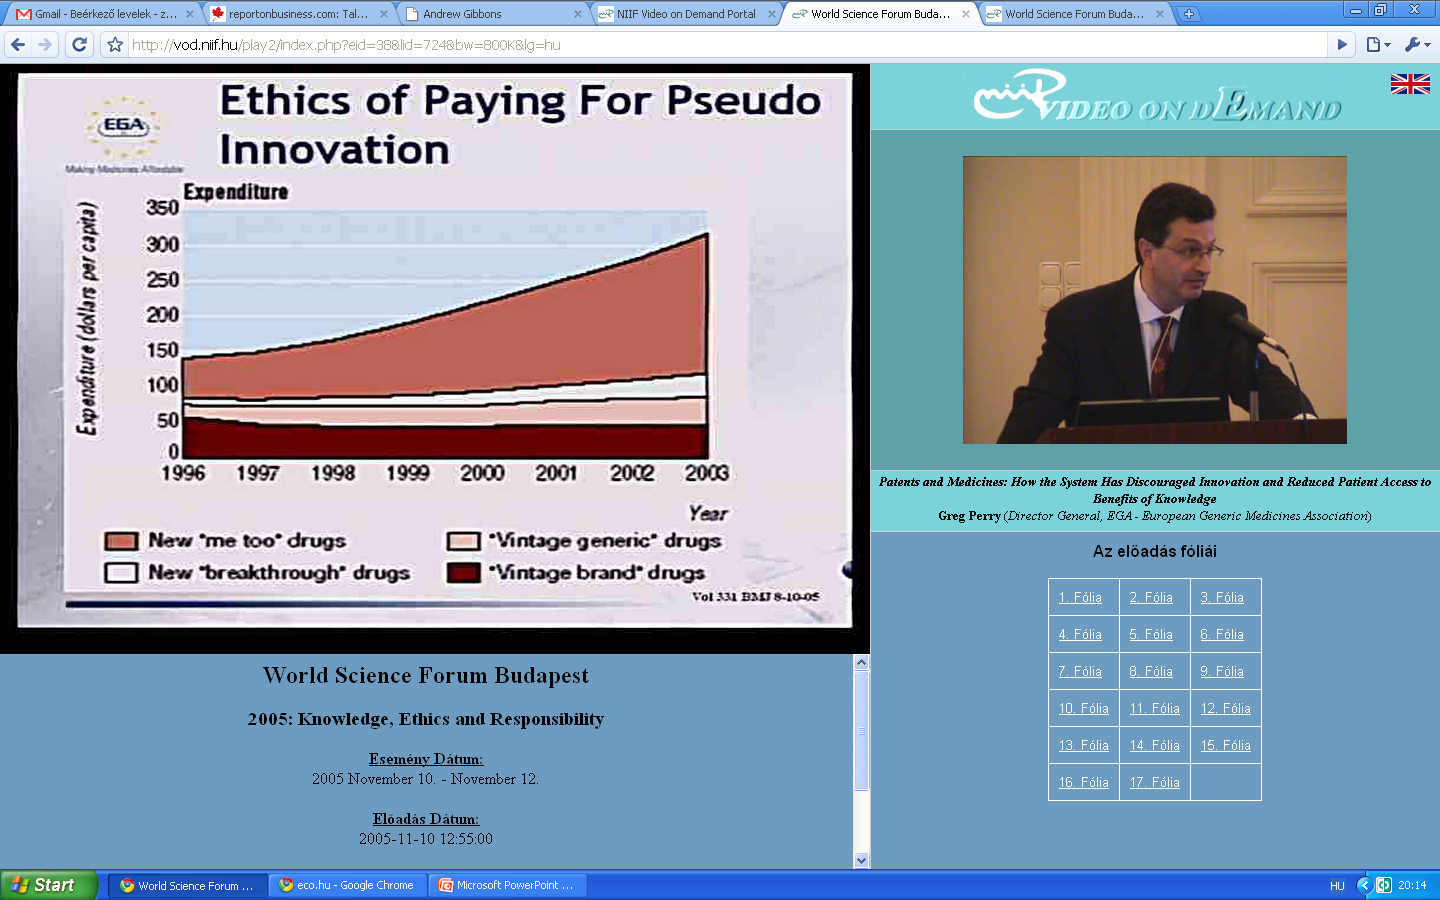 Gmail - Beérkező levelek - z...
reportonbusiness.com: Tal...
Andrew Gibbons
NIIF Video on Demand Portal
World Science Forum Buda...
World Science Forum Buda...
http://vod.niif.hu/play2/index.php?eid=38&lid=724&bw=800K&lg=hu
EGA
Making Medicines Affordable
Ethics of Paying For Pseudo
Innovation
Expenditure
Expenditure (dollars per capita)
350
300
250
200
150
100
50
0
1996 1997 1998 1999 2000 2001 2002 2003
Year
New "me too" drugs
"Vintage generic" drugs
New "breakthrough" drugs
"Vintage brand" drugs
Vol 331 BMJ 8-10-05
VIDEO ON dEMAND
Patents and Medicines: How the System Has Discouraged Innovation and Reduced Patient Access to
Benefits of Knowledge
Greg Perry (Director General, EGA - European Generic Medicines Association)
Az előadás fóliái
1. Fólia 2. Fólia 3. Fólia
4. Fólia 5. Fólia 6. Fólia
7. Fólia 8. Fólia 9. Fólia
10. Fólia 11. Fólia 12. Fólia
13. Fólia 14. Fólia 15. Fólia
16. Fólia 17. Fólia
World Science Forum Budapest
2005: Knowledge, Ethics and Responsibility
Esemény Dátum:
2005 November 10. - November 12.
Előadás Dátum:
2005-11-10 12:55:00
Start
World Science Forum ...
eco.hu - Google Chrome
Microsoft PowerPoint ...
HU
20:14